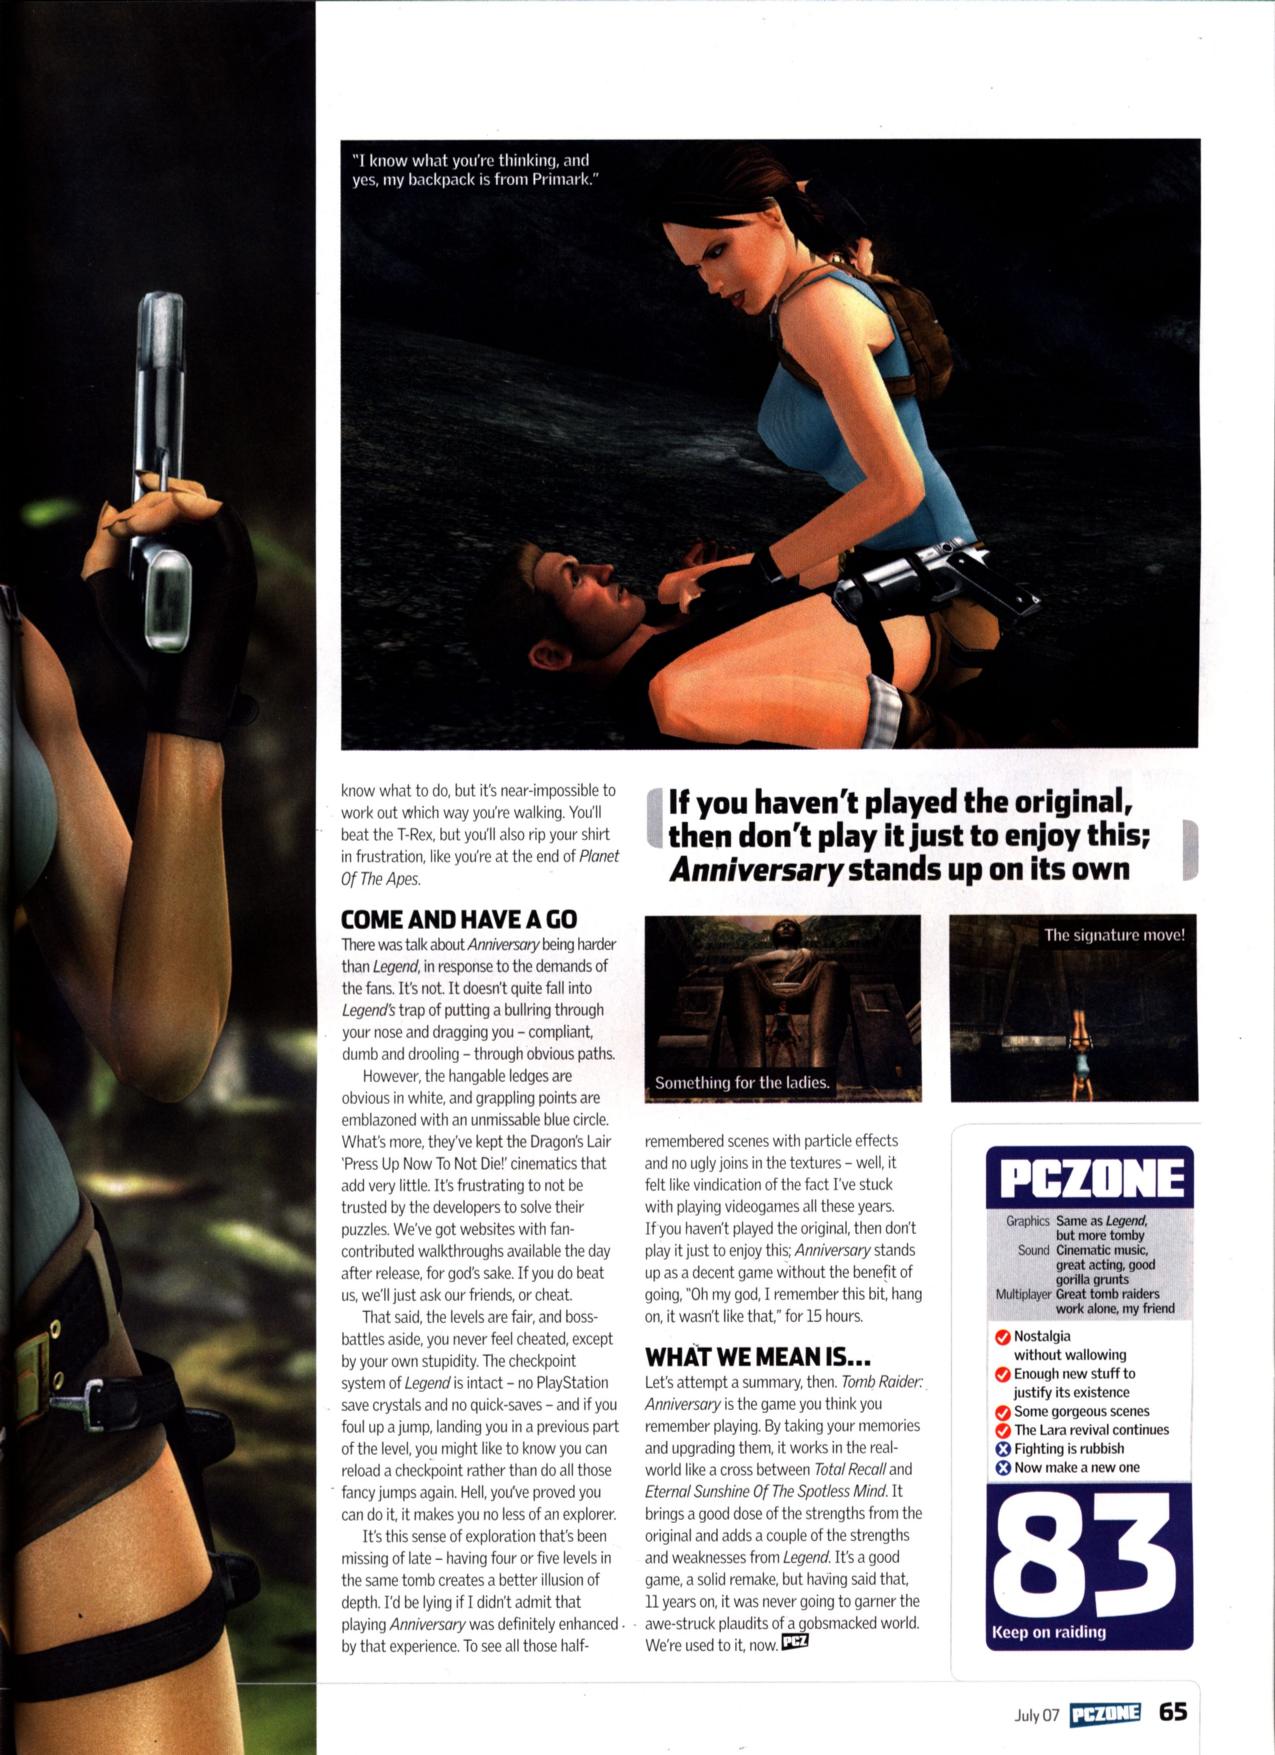 "I know what you're thinking, and
yes, my backpack is from Primark."
know what to do, but it's near-impossible to
work out which way you're walking. You'll
beat the T-Rex, but you'll also rip your shirt
in frustration, like you're at the end of Planet
Of The Apes.
COME AND HAVE A GO
There was talk about Anniversary being harder
than Legend, in response to the demands of
the fans. It's not. It doesn't quite fall into
Legend's trap of putting a bullring through
your nose and dragging you – compliant,
dumb and drooling – through obvious paths.
However, the hangable ledges are
obvious in white, and grappling points are
emblazoned with an unmissable blue circle.
What's more, they've kept the Dragon's Lair
'Press Up Now To Not Die!' cinematics that
add very little. It's frustrating to not be
trusted by the developers to solve their
puzzles. We've got websites with fan-
contributed walkthroughs available the day
after release, for god's sake. If you do beat
us, we'll just ask our friends, or cheat.
That said, the levels are fair, and boss-
battles aside, you never feel cheated, except
by your own stupidity. The checkpoint
system of Legend is intact – no PlayStation
save crystals and no quick-saves – and if you
foul up a jump, landing you in a previous part
of the level, you might like to know you can
reload a checkpoint rather than do all those
fancy jumps again. Hell, you've proved you
can do it, it makes you no less of an explorer.
It's this sense of exploration that's been
missing of late – having four or five levels in
the same tomb creates a better illusion of
depth. I'd be lying if I didn't admit that
playing Anniversary was definitely enhanced
by that experience. To see all those half-
If you haven't played the original,
then don't play it just to enjoy this;
Anniversary stands up on its own
Something for the ladies.
The signature move!
remembered scenes with particle effects
and no ugly joins in the textures – well, it
felt like vindication of the fact I've stuck
with playing videogames all these years.
If you haven't played the original, then don't
play it just to enjoy this; Anniversary stands
up as a decent game without the benefit of
going, "Oh my god, I remember this bit, hang
on, it wasn't like that," for 15 hours.
WHAT WE MEAN IS...
Let's attempt a summary, then. Tomb Raider:
Anniversary is the game you think you
remember playing. By taking your memories
and upgrading them, it works in the real-
world like a cross between Total Recall and
Eternal Sunshine Of The Spotless Mind. It
brings a good dose of the strengths from the
original and adds a couple of the strengths
and weaknesses from Legend. It's a good
game, a solid remake, but having said that,
11 years on, it was never going to garner the
awe-struck plaudits of a gobsmacked world.
We're used to it, now. PCZ
PCZONE
Graphics Same as Legend,
but more tomby
Sound Cinematic music,
great acting, good
gorilla grunts
Multiplayer Great tomb raiders
work alone, my friend
Nostalgia
without wallowing
Enough new stuff to
justify its existence
Some gorgeous scenes
The Lara revival continues
Fighting is rubbish
Now make a new one
83
Keep on raiding
July 07 PCZONE 65